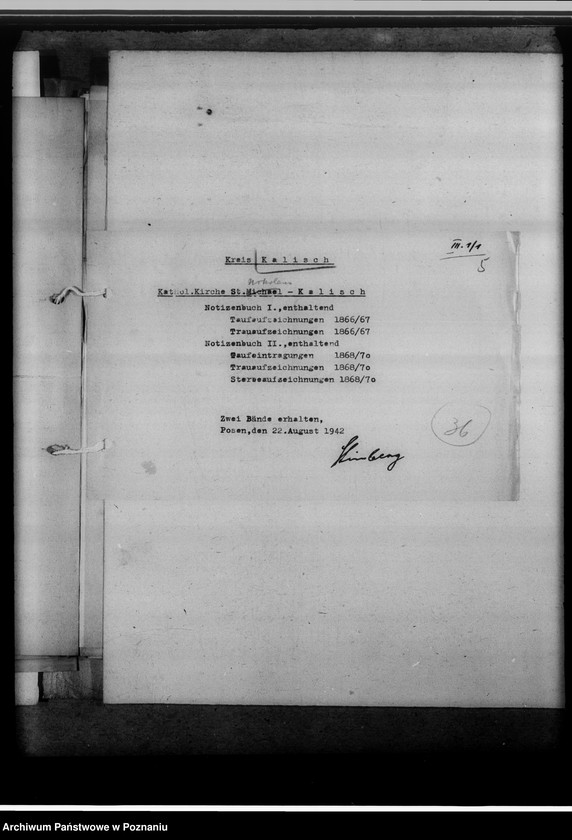 III. 1/1
5
Kreis Kalisch
Kathol.Kirche St.Michael - Kalisch
Notizenbuch I.,enthaltend
Taufaufzeichnungen 1866/67
Trauaufzeichnungen 1866/67
Notizenbuch II.,enthaltend
Taufeintragungen 1868/7o
Trauaufzeichnungen 1868/7o
Sterbeaufzeichnungen 1868/7o
Zwei Bände erhalten,
Posen,den 22.August 1942
36
Archiwum Państwowe w Poznaniu